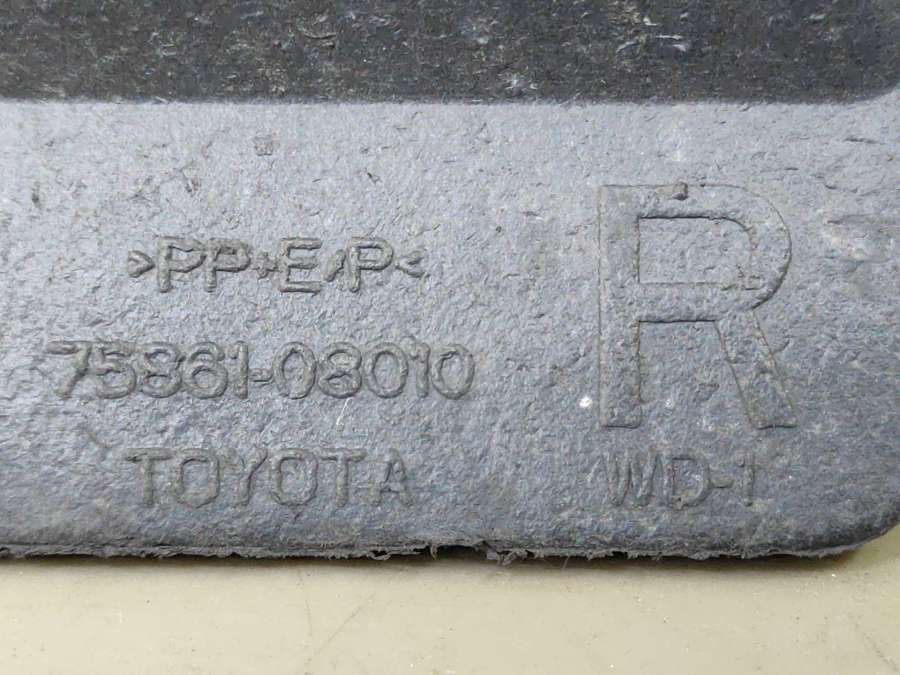 >PP+E/P<
75861-08010
TOYOTA
R
WD-1